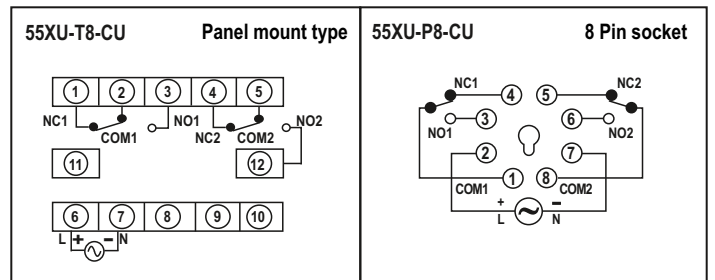 55XU-T8-CU Panel mount type
1 2 3 4 5
NC1 COM1 NO1 NC2 COM2 NO2
11 12
6 7 8 9 10
L + - N
55XU-P8-CU 8 Pin socket
NC1 4 5 NC2
NO1 3 6 NO2
2 7
COM1 1 8 COM2
+ -
L N